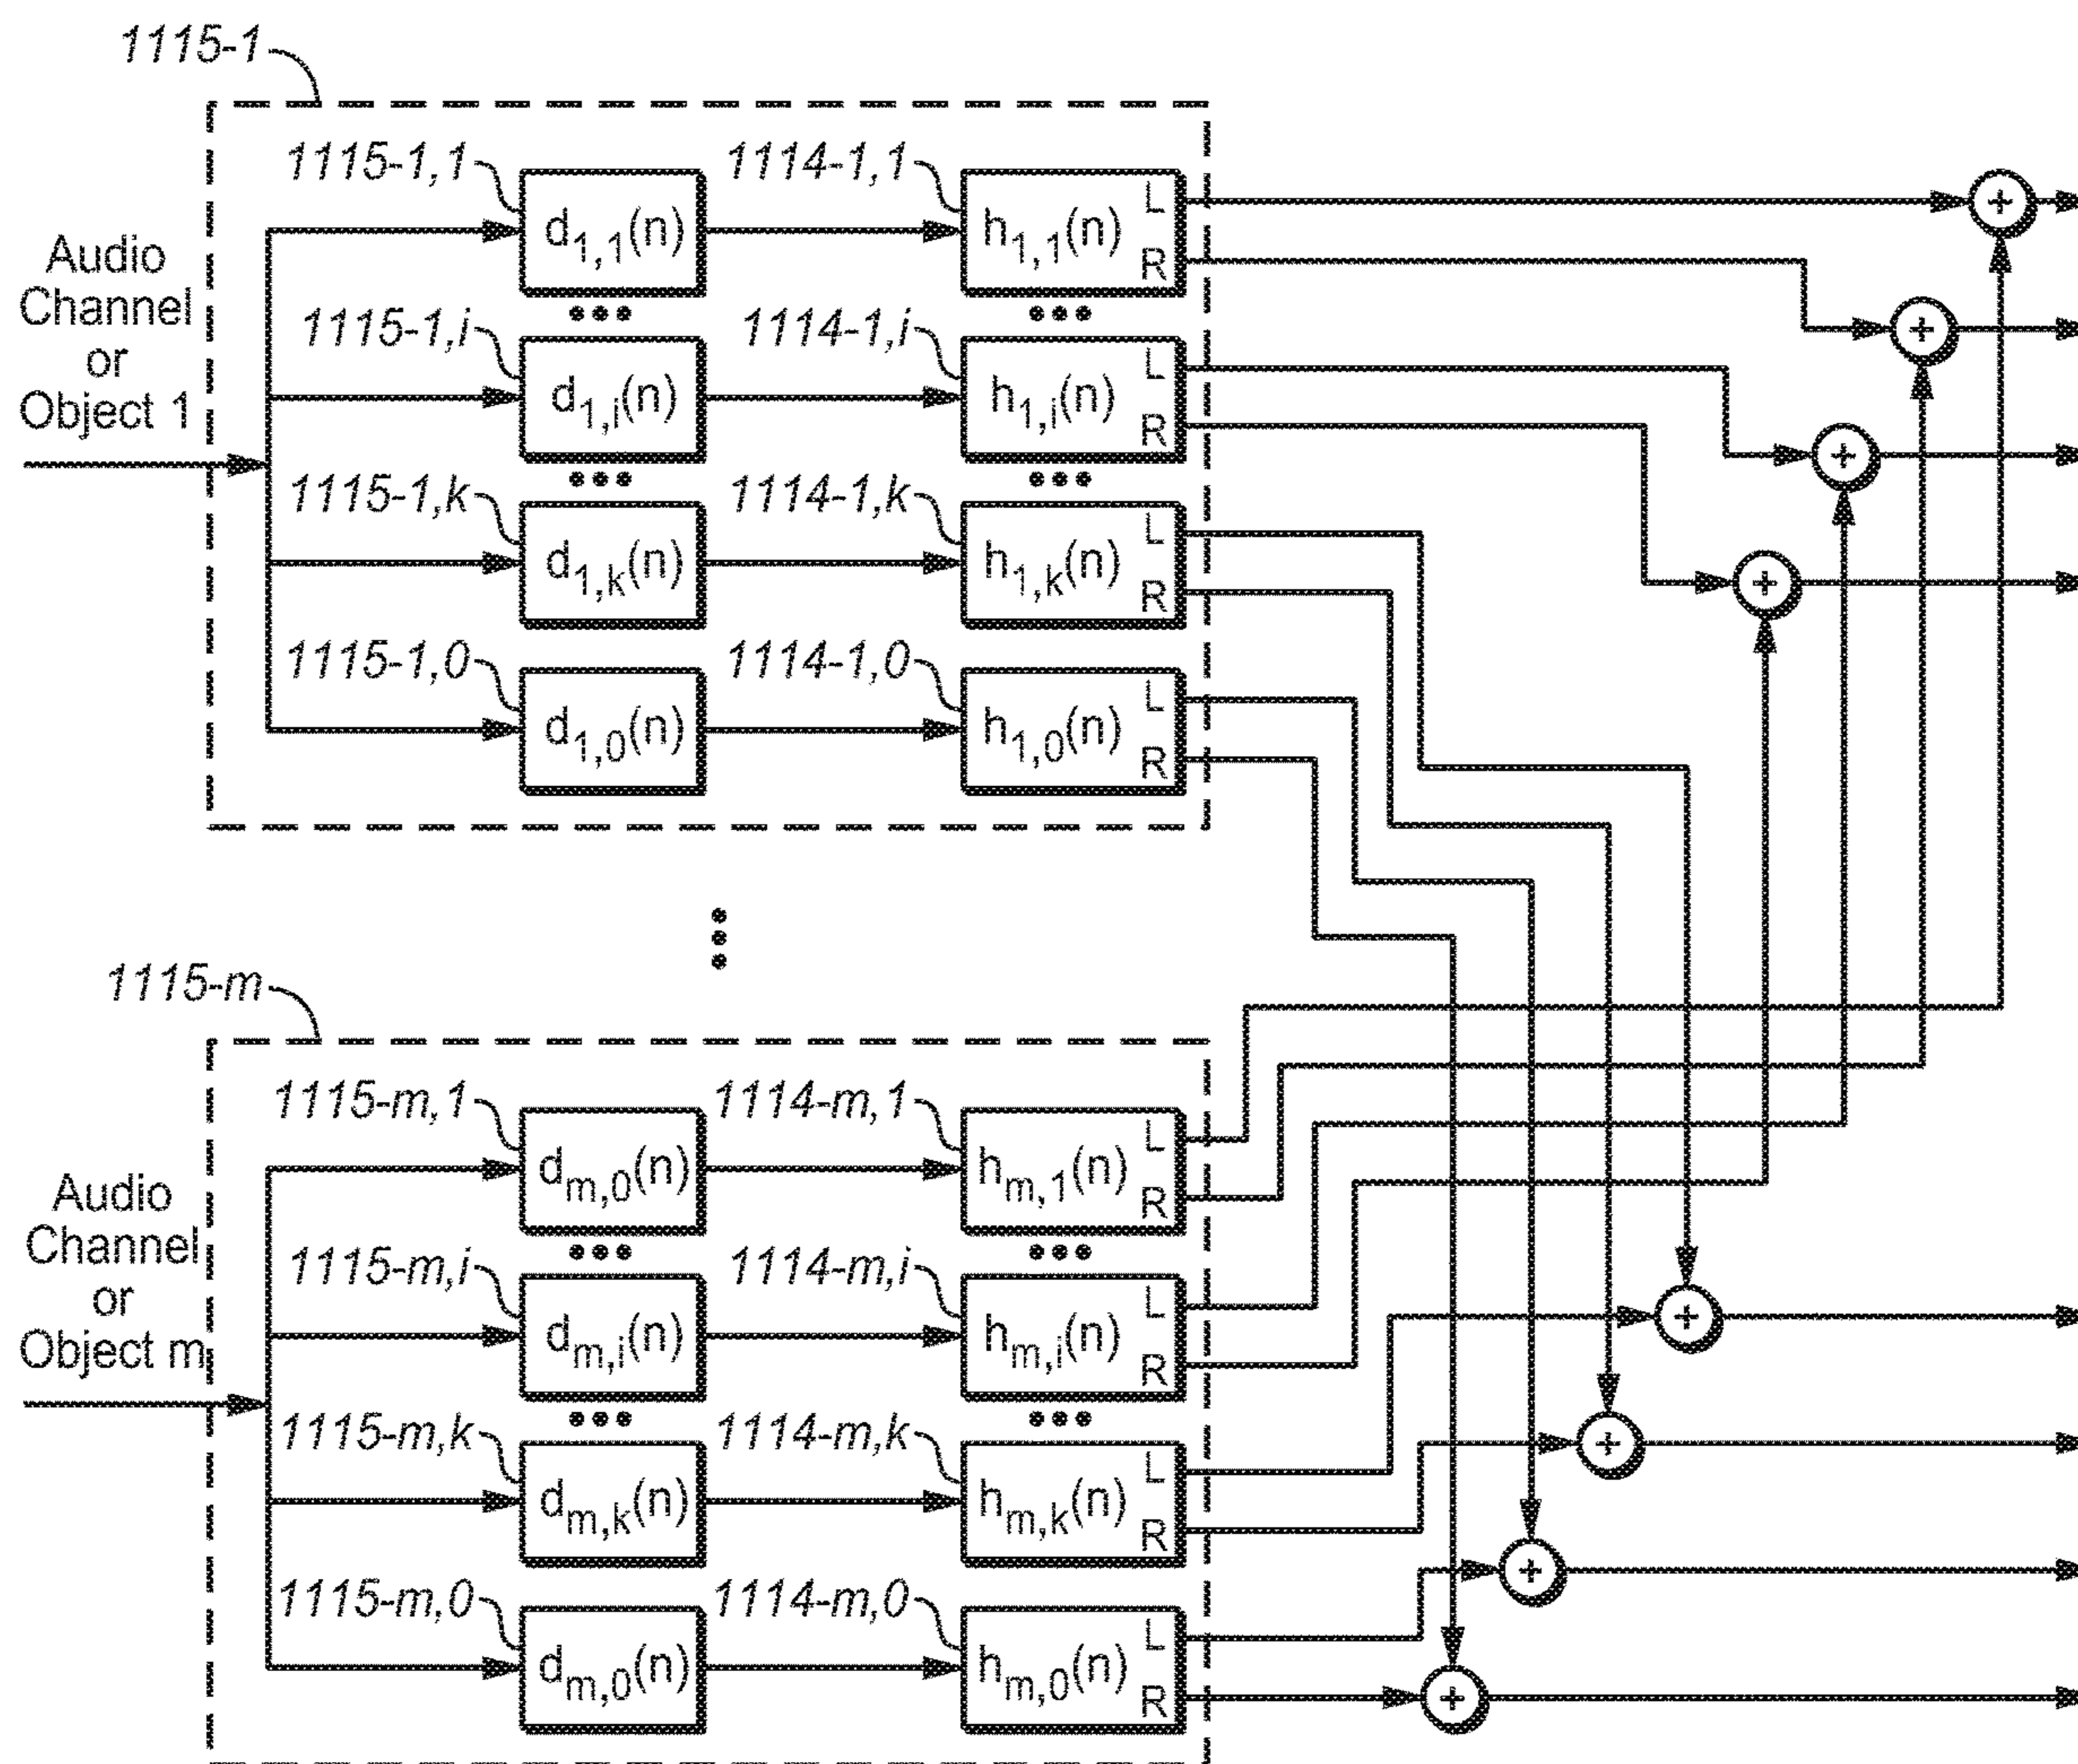 1115-1
1115-1,1
1114-1,1
d1,1(n)
h1,1(n)
L
R
+
Audio
Channel
or
Object 1
•••
•••
+
1115-1,i
1114-1,i
d1,i(n)
h1,i(n)
L
R
+
•••
•••
1115-1,k
1114-1,k
d1,k(n)
h1,k(n)
L
R
+
1115-1,0
1114-1,0
d1,0(n)
h1,0(n)
L
R
1115-m
1115-m,1
1114-m,1
dm,0(n)
hm,1(n)
L
R
Audio
Channel
or
Object m
•••
•••
1115-m,i
1114-m,i
dm,i(n)
hm,i(n)
L
R
+
•••
•••
1115-m,k
1114-m,k
dm,k(n)
hm,k(n)
L
R
+
1115-m,0
1114-m,0
dm,0(n)
hm,0(n)
L
R
+
+